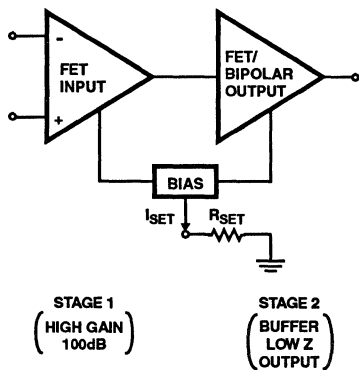 -
FET
INPUT
+
FET/
BIPOLAR
OUTPUT
BIAS
ISET
RSET
STAGE 1
HIGH GAIN
100dB
STAGE 2
BUFFER
LOW Z
OUTPUT